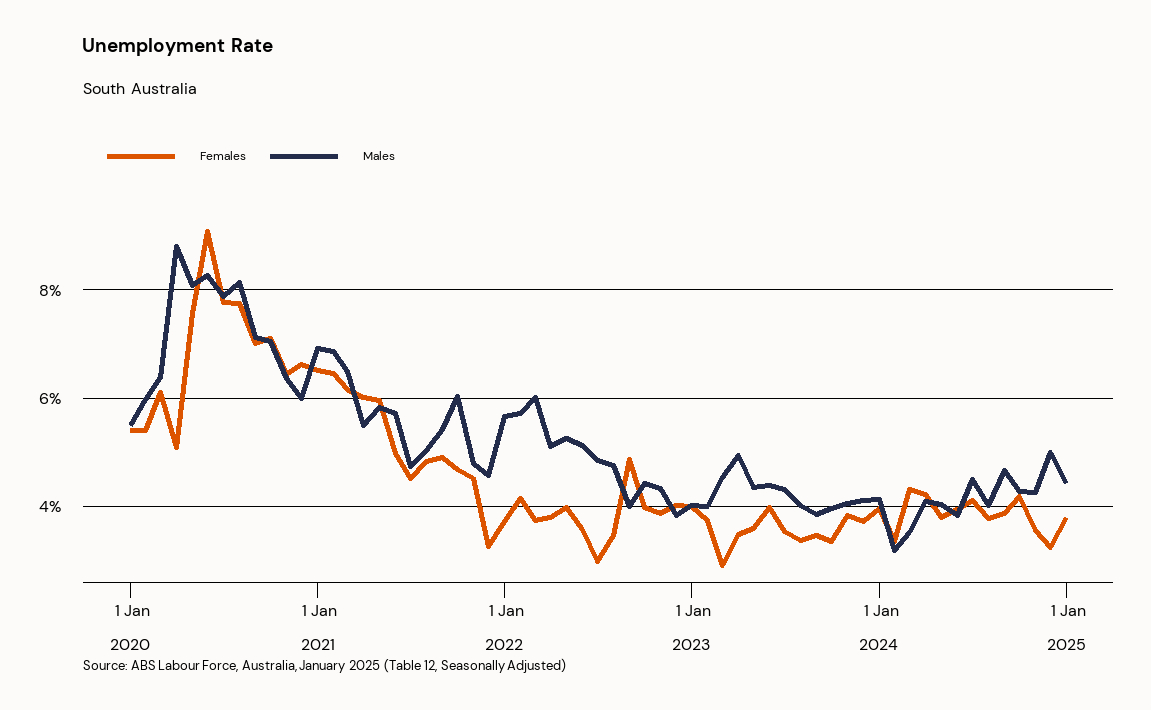 Unemployment Rate
South Australia
Females Males
8%
6%
4%
1 Jan 1 Jan 1 Jan 1 Jan 1 Jan 1 Jan
2020 2021 2022 2023 2024 2025
Source: ABS Labour Force, Australia, January 2025 (Table 12, Seasonally Adjusted)